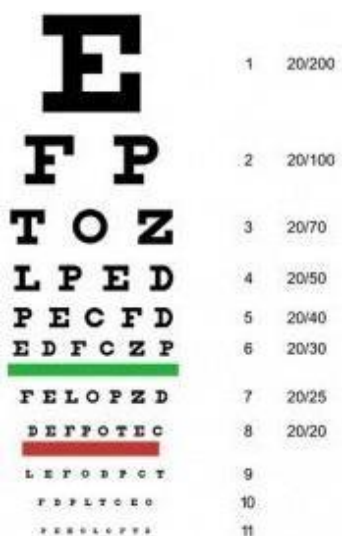 E 1 20/200
F P 2 20/100
T O Z 3 20/70
L P E D 4 20/50
P E C F D 5 20/40
E D F C Z P 6 20/30
F E L O P Z D 7 20/25
D E F P O T E C 8 20/20
L E F O D P C T 9
F D P L T C E O 10
11